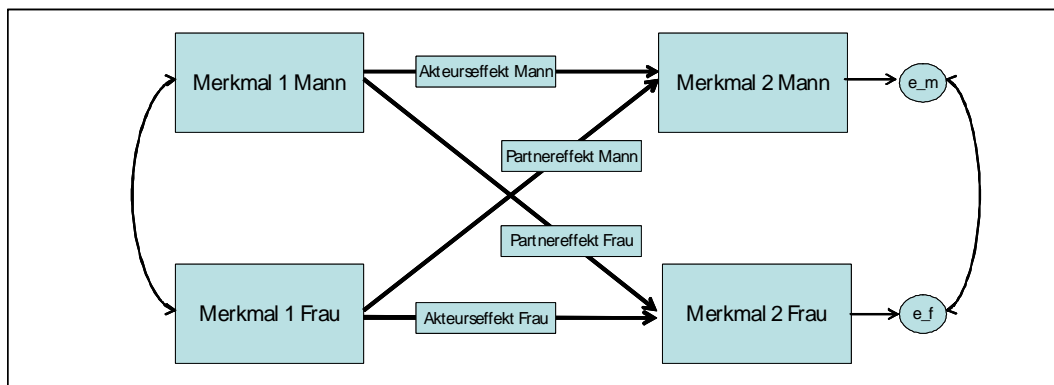 Merkmal 1 Mann
Akteurseffekt Mann
Merkmal 2 Mann
e_m
Partnereffekt Mann
Partnereffekt Frau
Merkmal 1 Frau
Akteurseffekt Frau
Merkmal 2 Frau
e_f